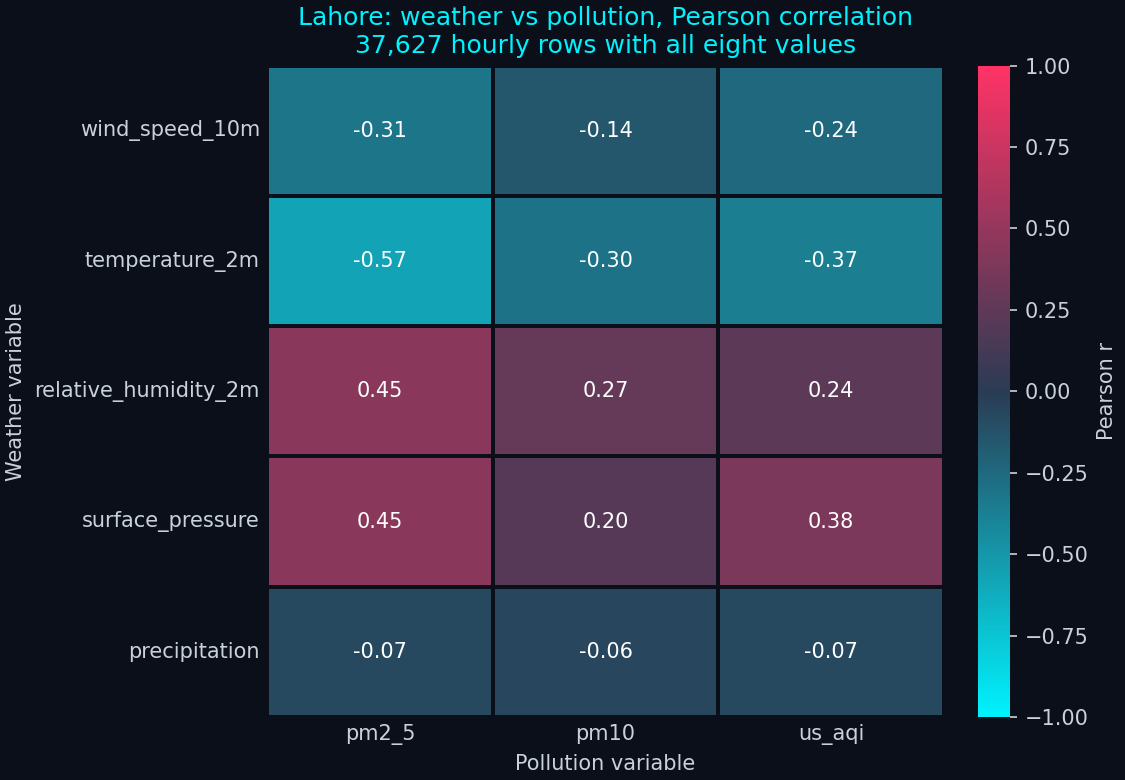 Lahore: weather vs pollution, Pearson correlation
37,627 hourly rows with all eight values
Weather variable
wind_speed_10m -0.31 -0.14 -0.24
temperature_2m -0.57 -0.30 -0.37
relative_humidity_2m 0.45 0.27 0.24
surface_pressure 0.45 0.20 0.38
precipitation -0.07 -0.06 -0.07
pm2_5 pm10 us_aqi
Pollution variable
1.00
0.75
0.50
0.25
0.00
−0.25
−0.50
−0.75
−1.00
Pearson r